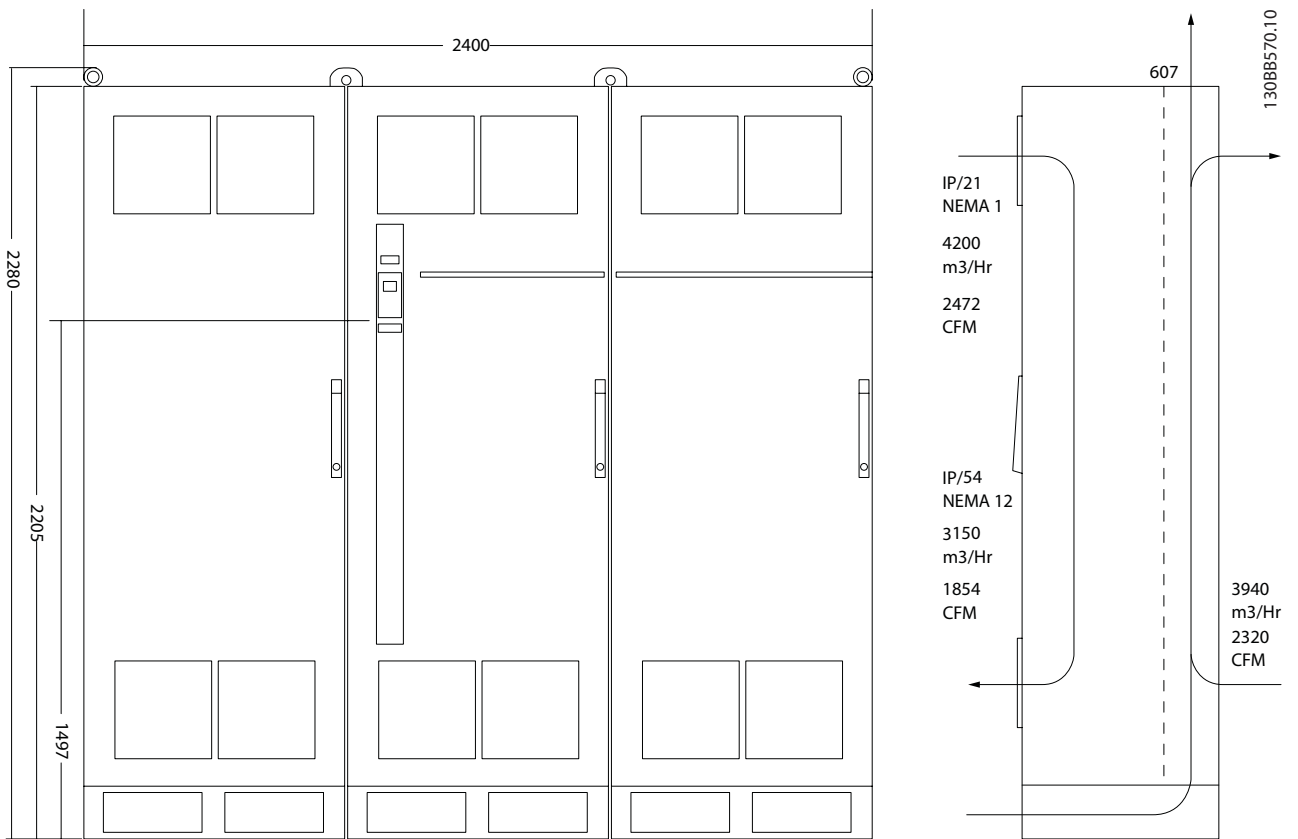 2400
607
130BB570.10
IP/21
NEMA 1
4200
m3/Hr
2472
CFM
2280
2205
IP/54
NEMA 12
3150
m3/Hr
1854
CFM
3940
m3/Hr
2320
CFM
1497